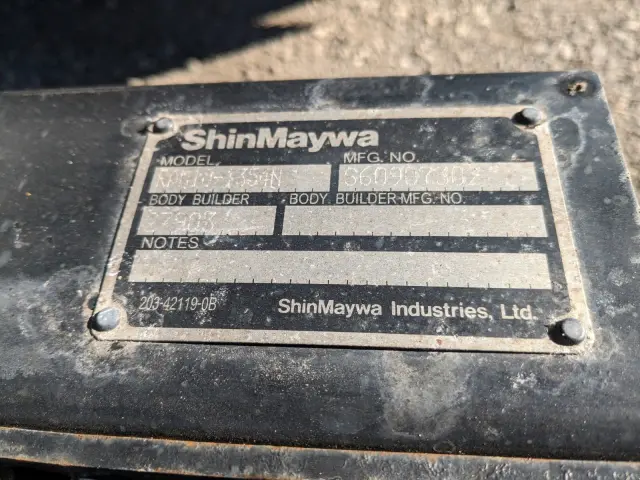 ShinMaywa
MODEL MFG. NO.
BODY BUILDER BODY BUILDER MFG. NO.
NOTES
203-42119-0B ShinMaywa Industries, Ltd.